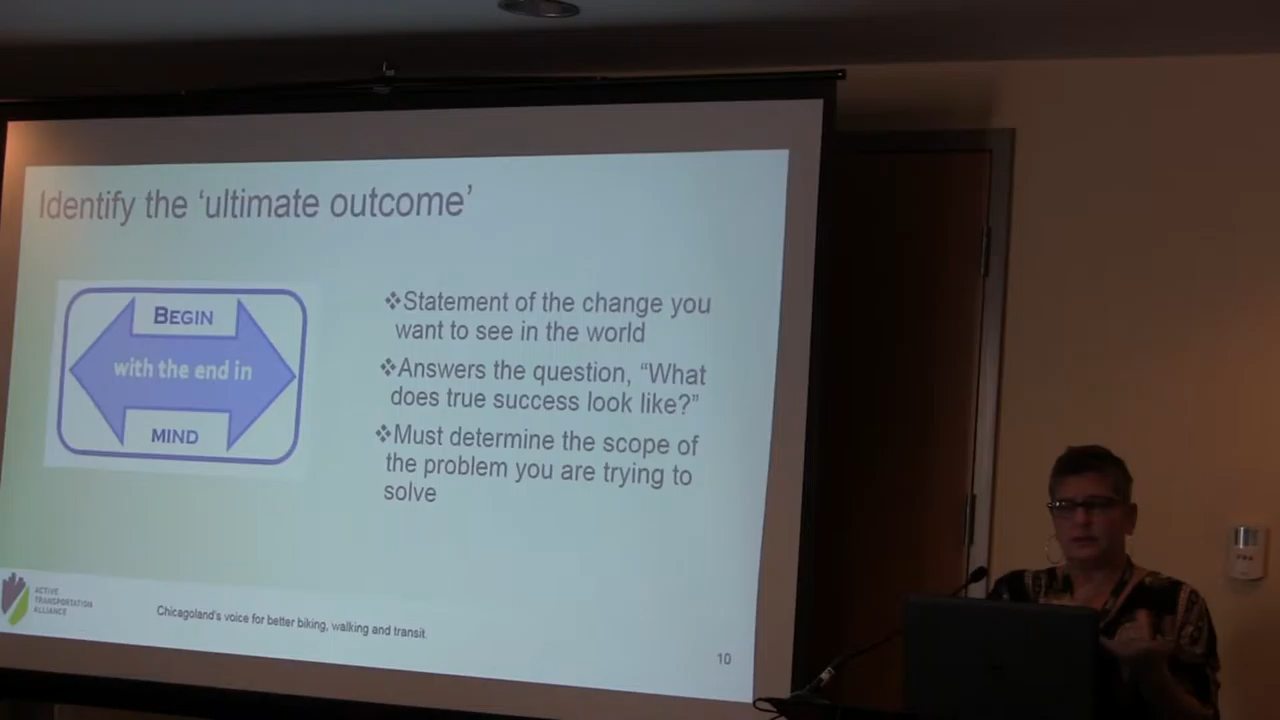 Identify the ‘ultimate outcome’
BEGIN
with the end in
MIND
❖Statement of the change you
want to see in the world
❖Answers the question, “What
does true success look like?”
❖Must determine the scope of
the problem you are trying to
solve
ACTIVE
TRANSPORTATION
ALLIANCE
Chicagoland's voice for better biking, walking and transit.
10